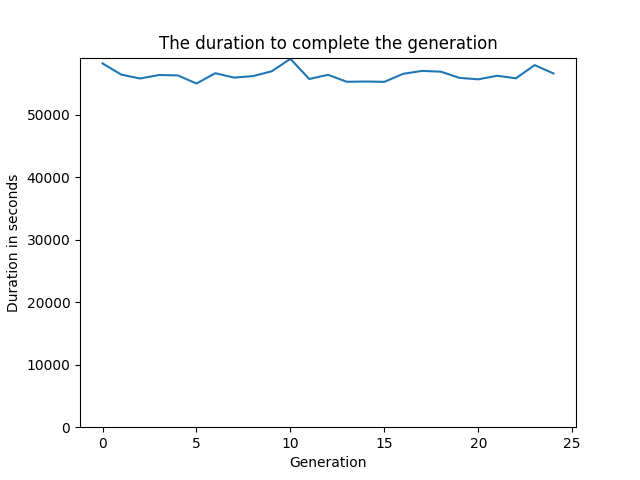 The duration to complete the generation
Duration in seconds
50000
40000
30000
20000
10000
0
0 5 10 15 20 25
Generation